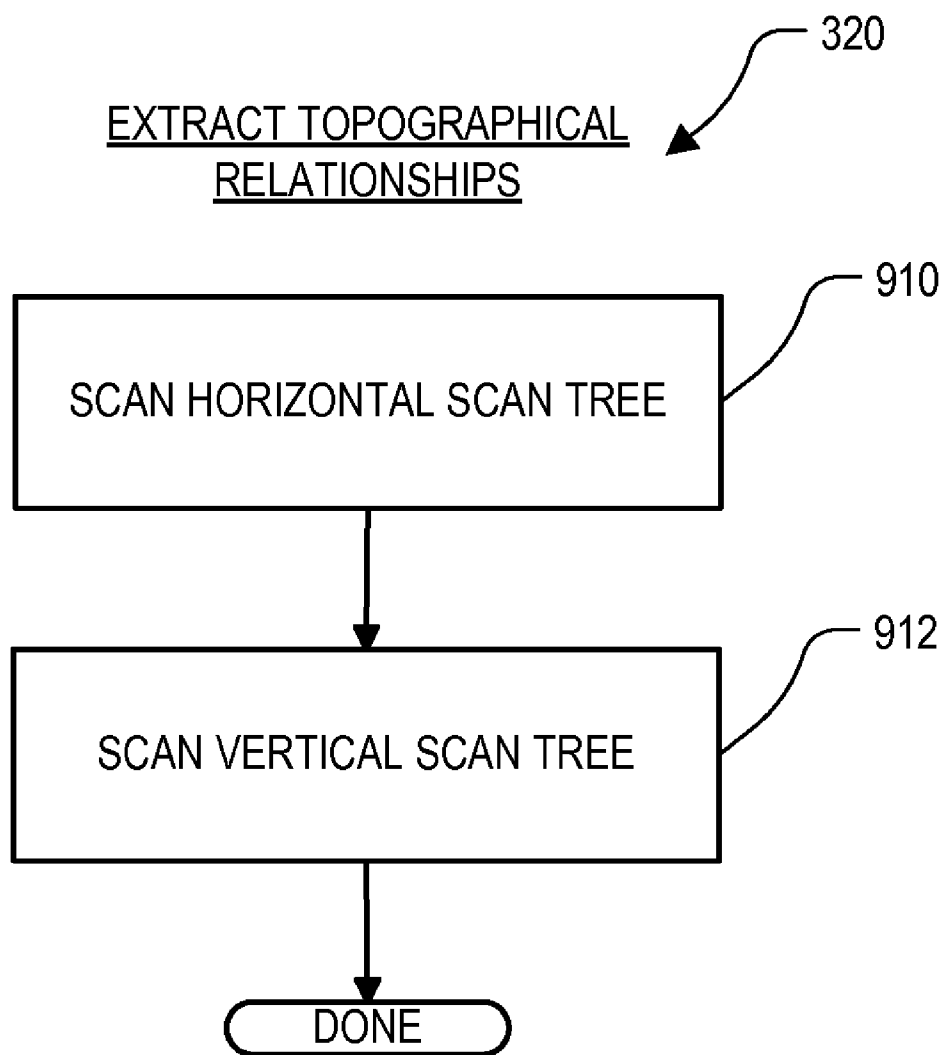 320
EXTRACT TOPOGRAPHICAL
RELATIONSHIPS
910
SCAN HORIZONTAL SCAN TREE
912
SCAN VERTICAL SCAN TREE
DONE